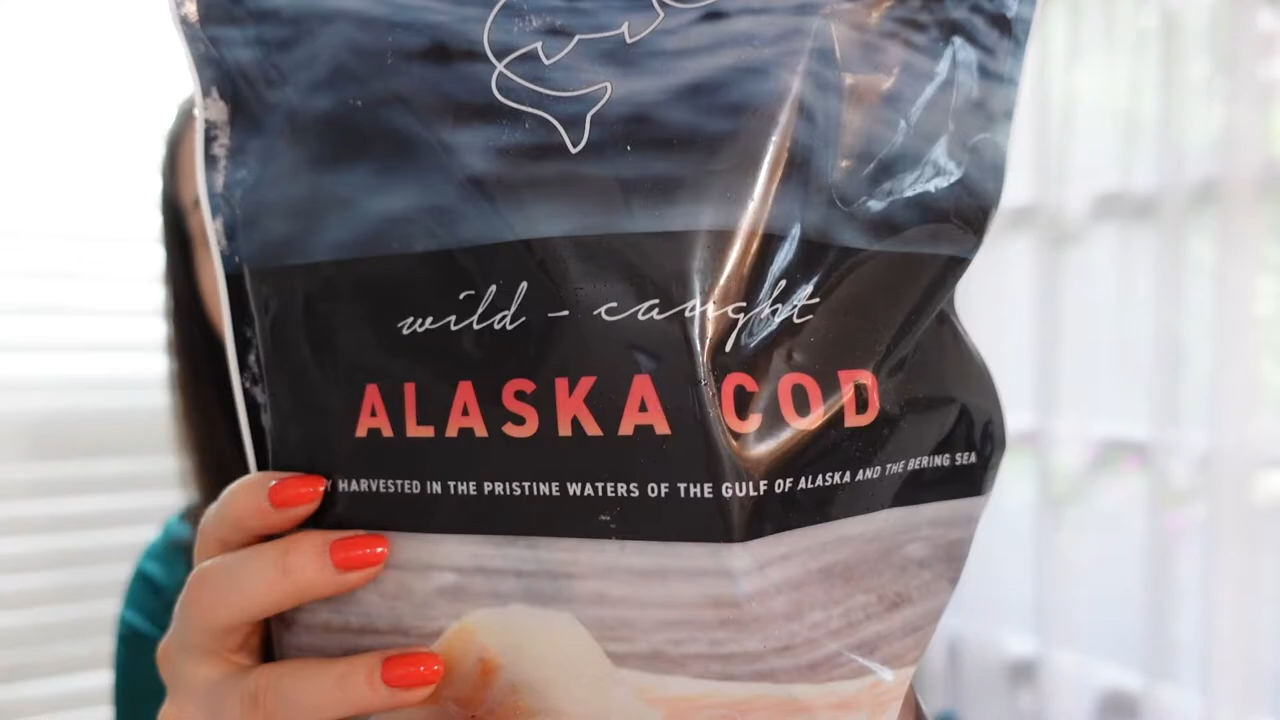 wild - caught
ALASKA COD
HARVESTED IN THE PRISTINE WATERS OF THE GULF OF ALASKA AND THE BERING SEA